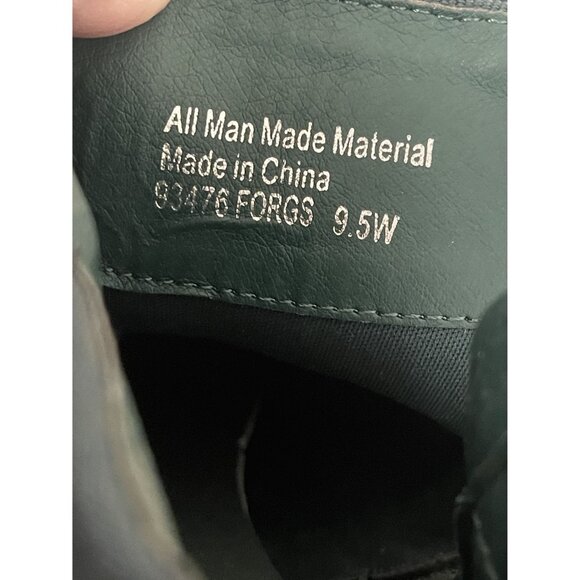 All Man Made Material
Made in China
93476 FORGS 9.5W